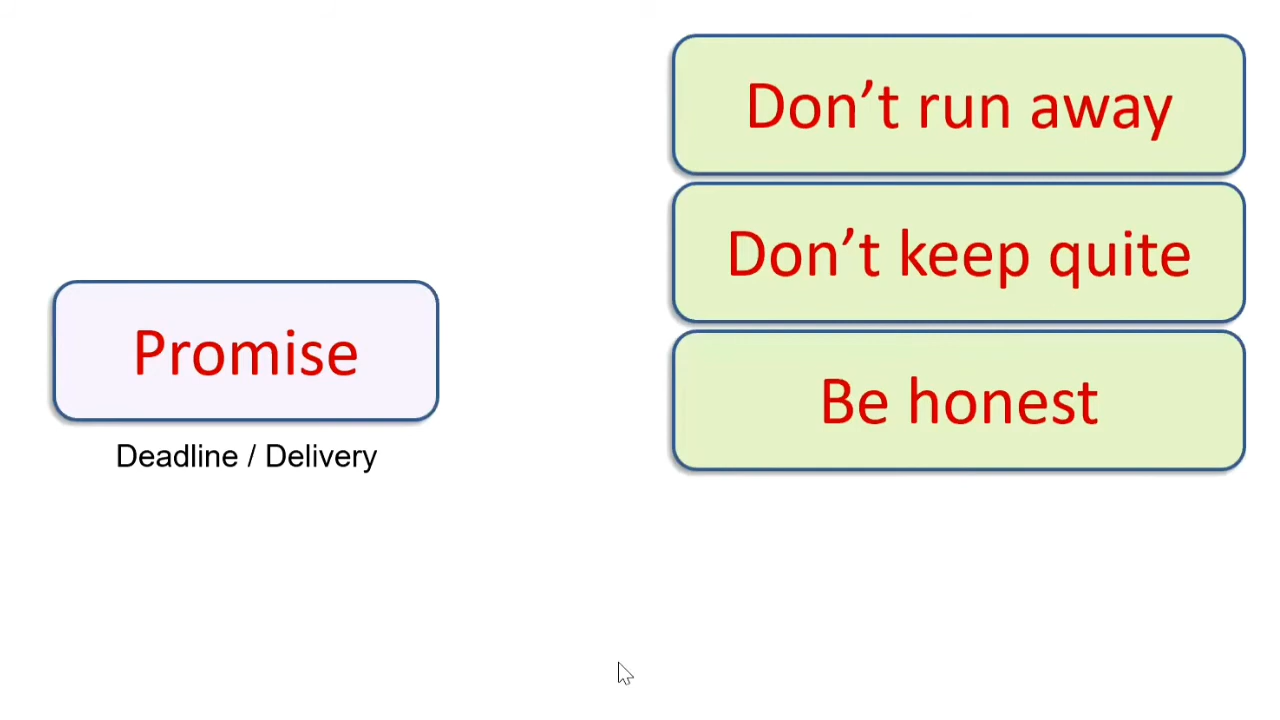 Promise
Deadline / Delivery
Don’t run away
Don’t keep quite
Be honest